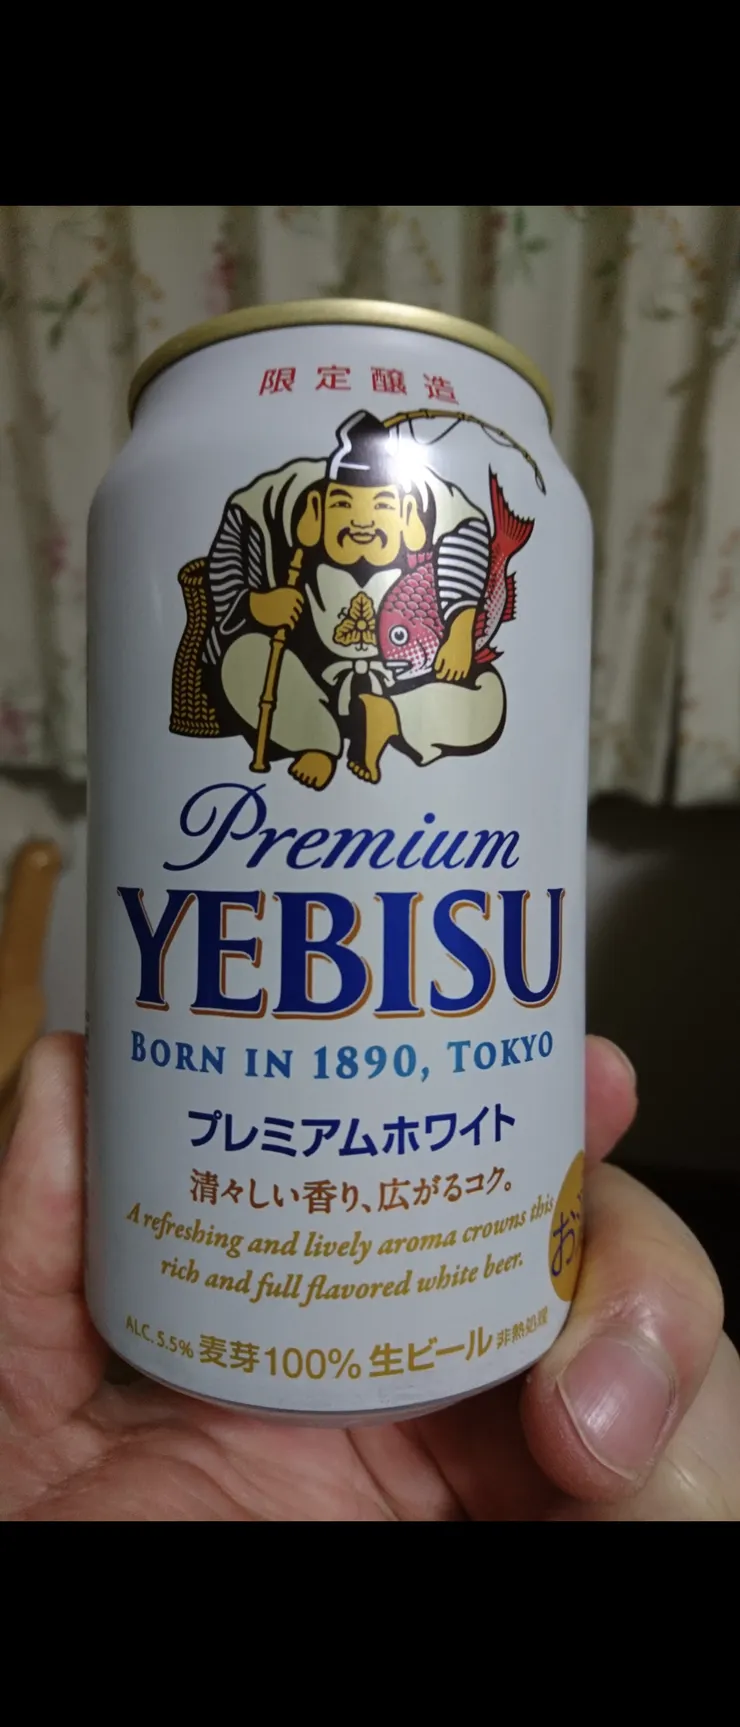 限定醸造
Premium
YEBISU
BORN IN 1890, TOKYO
プレミアムホワイト
清々しい香り、広がるコク。
A refreshing and lively aroma crowns this
rich and full flavored white beer.
お
ALC.5.5% 麦芽100% 生ビール 非熱処理